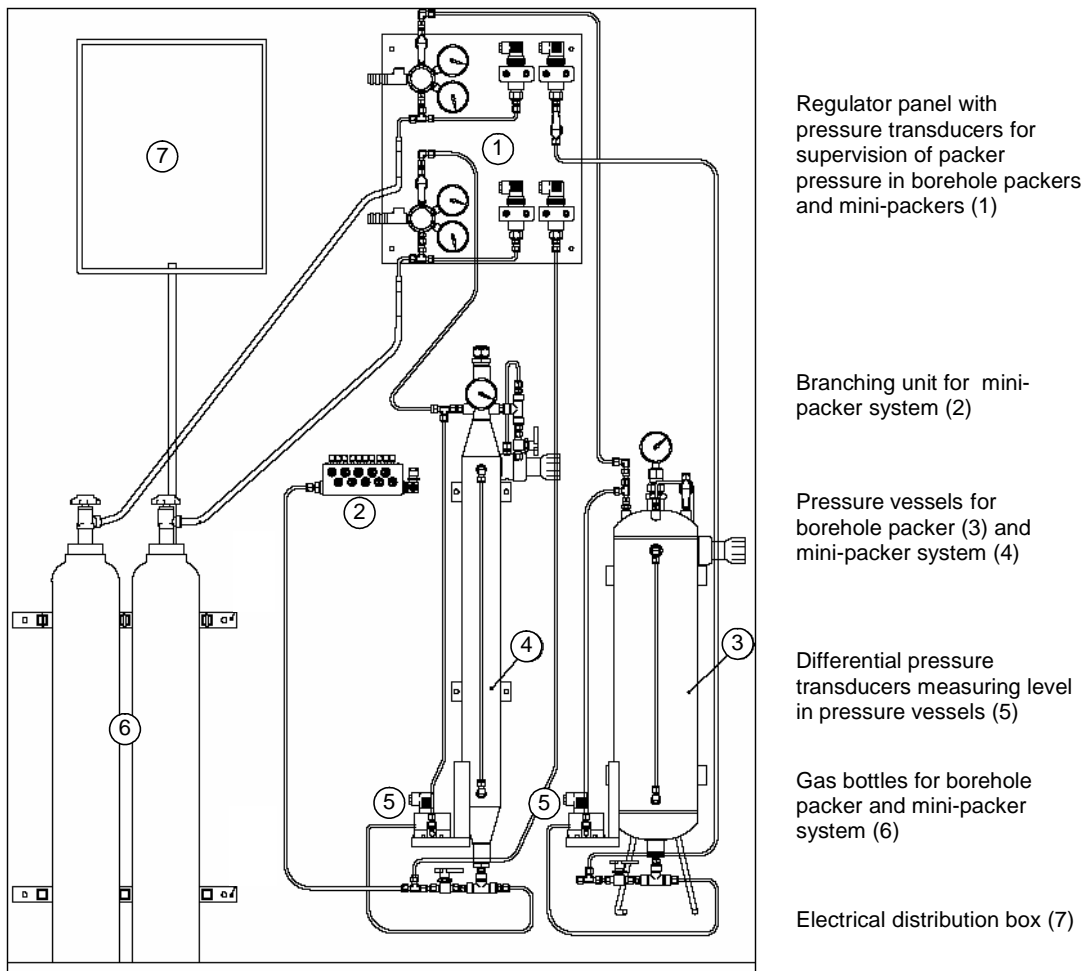 Regulator panel with
pressure transducers for
supervision of packer
pressure in borehole packers
and mini-packers (1)
Branching unit for mini-
packer system (2)
Pressure vessels for
borehole packer (3) and
mini-packer system (4)
Differential pressure
transducers measuring level
in pressure vessels (5)
Gas bottles for borehole
packer and mini-packer
system (6)
Electrical distribution box (7)
7
1
2
4
3
6
5
5